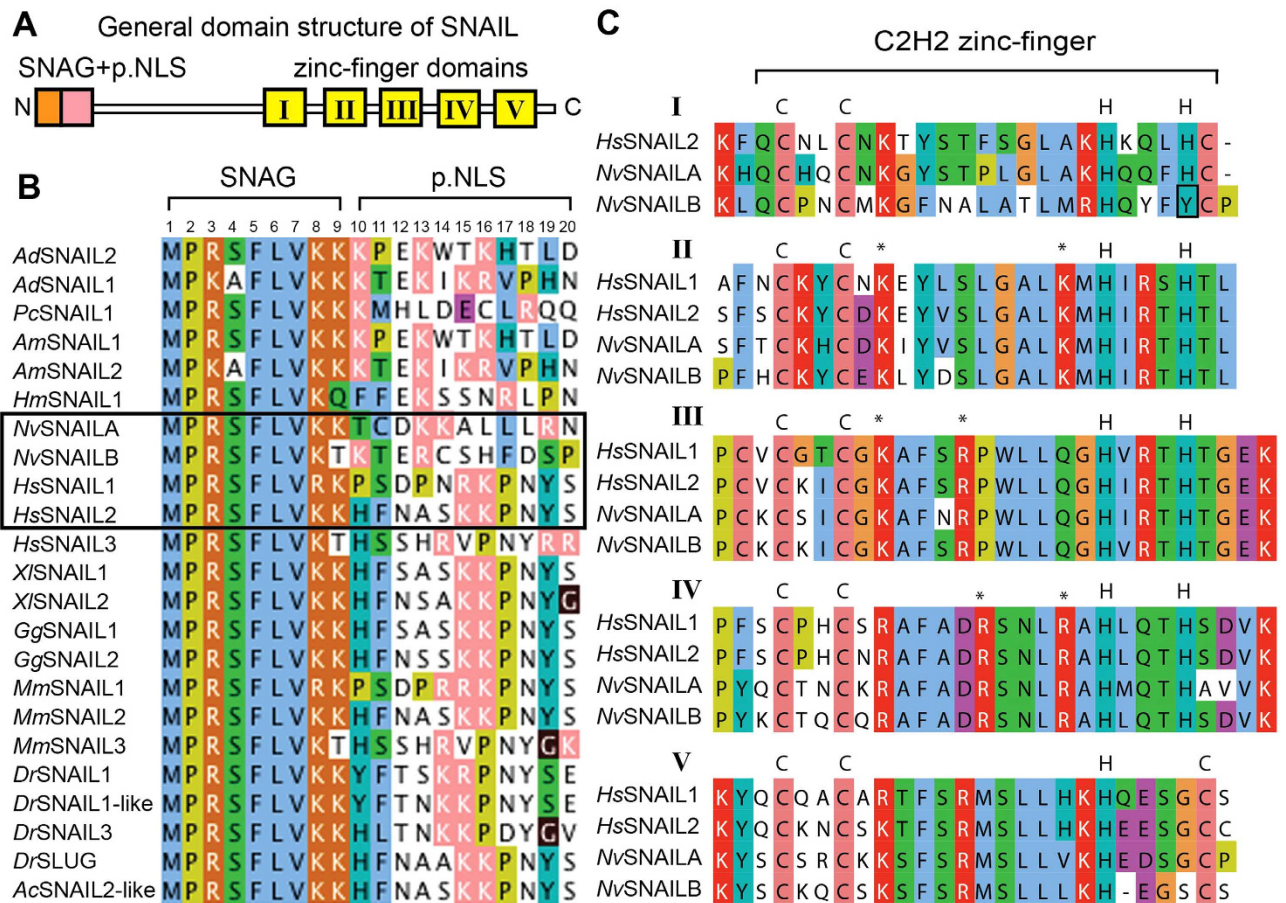 A
General domain structure of SNAIL
SNAG+p.NLS zinc-finger domains
N I II III IV V C
B
SNAG p.NLS
1 2 3 4 5 6 7 8 9 10 11 12 13 14 15 16 17 18 19 20
AdSNAIL2 M P R S F L V K K K P E K W T K H T L D
AdSNAIL1 M P K A F L V K K K T E K I K R V P H N
PcSNAIL1 M P R S F L V K K K M H L D E C L R Q Q
AmSNAIL1 M P R S F L V K K K P E K W T K H T L D
AmSNAIL2 M P K A F L V K K K T E K I K R V P H N
HmSNAIL1 M P R S F L V K Q F F E K S S N R L P N
NvSNAILA M P R S F L V K K T C D K K A L L L R N
NvSNAILB M P R S F L V K T K T E R C S H F D S P
HsSNAIL1 M P R S F L V R K P S D P N R K P N Y S
HsSNAIL2 M P R S F L V K K H F N A S K K P N Y S
HsSNAIL3 M P R S F L V K T H S S H R V P N Y R R
XlSNAIL1 M P R S F L V K K H F S A S K K P N Y S
XlSNAIL2 M P R S F L V K K H F N S A K K P N Y G
GgSNAIL1 M P R S F L V K K H F S A S K K P N Y S
GgSNAIL2 M P R S F L V K K H F N S S K K P N Y S
MmSNAIL1 M P R S F L V R K P S D P R R K P N Y S
MmSNAIL2 M P R S F L V K K H F N A S K K P N Y S
MmSNAIL3 M P R S F L V K T H S S H R V P N Y G K
DrSNAIL1 M P R S F L V K K Y F T S K R P N Y S E
DrSNAIL1-like M P R S F L V K K Y F T N K K P N Y S E
DrSNAIL3 M P R S F L V K K H L T N K K P D Y G V
DrSLUG M P R S F L V K K H F N A A K K P N Y S
AcSNAIL2-like M P R S F L V K K H F N A S K K P N Y S
C
C2H2 zinc-finger
I C C H H
HsSNAIL2 K F Q C N L C N K T Y S T F S G L A K H K Q L H C -
NvSNAILA K H Q C H Q C N K G Y S T P L G L A K H Q Q F H C -
NvSNAILB K L Q C P N C M K G F N A L A T L M R H Q Y F Y C P
II C C * * H H
HsSNAIL1 A F N C K Y C N K E Y L S L G A L K M H I R S H T L
HsSNAIL2 S F S C K Y C D K E Y V S L G A L K M H I R T H T L
NvSNAILA S F T C K H C D K I Y V S L G A L K M H I R T H T L
NvSNAILB P F H C K Y C E K L Y D S L G A L K M H I R T H T L
III C C * * H H
HsSNAIL1 P C V C G T C G K A F S R P W L L Q G H V R T H T G E K
HsSNAIL2 P C V C K I C G K A F S R P W L L Q G H I R T H T G E K
NvSNAILA P C K C S I C G K A F N R P W L L Q G H I R T H T G E K
NvSNAILB P C K C K I C G K A F S R P W L L Q G H V R T H T G E K
IV C C * * H H
HsSNAIL1 P F S C P H C S R A F A D R S N L R A H L Q T H S D V K
HsSNAIL2 P F S C P H C N R A F A D R S N L R A H L Q T H S D V K
NvSNAILA P Y Q C T N C K R A F A D R S N L R A H M Q T H A V V K
NvSNAILB P Y K C T Q C Q R A F A D R S N L R A H L Q T H S D V K
V C C H C
HsSNAIL1 K Y Q C Q A C A R T F S R M S L L H K H Q E S G C S
HsSNAIL2 K Y Q C K N C S K T F S R M S L L H K H E E S G C C
NvSNAILA K Y S C S R C K K S F S R M S L L V K H E D S G C P
NvSNAILB K Y S C K Q C S K S F S R M S L L L K H - E G S C S